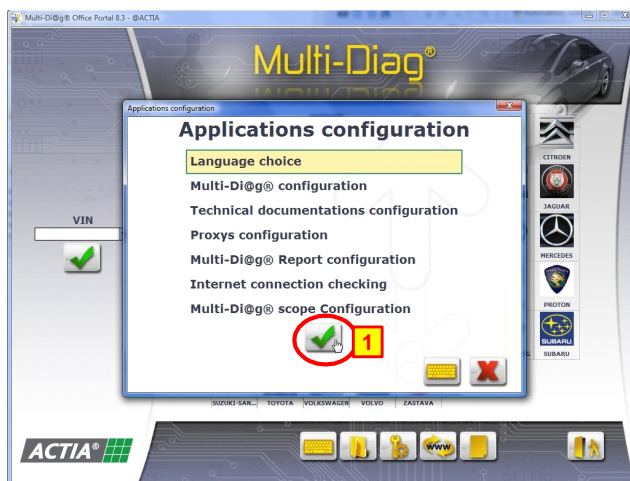 Multi-Di@g® Office Portal 8.3 - @ACTIA
Multi-Diag®
Applications configuration
Applications configuration
Language choice
Multi-Di@g® configuration
Technical documentations configuration
Proxys configuration
Multi-Di@g® Report configuration
Internet connection checking
Multi-Di@g® scope Configuration
1
VIN
CITROEN
JAGUAR
MERCEDES
PROTON
SUBARU
SUBARU
SUZUKI-SAN... TOYOTA VOLKSWAGEN VOLVO ZASTAVA
ACTIA®
www